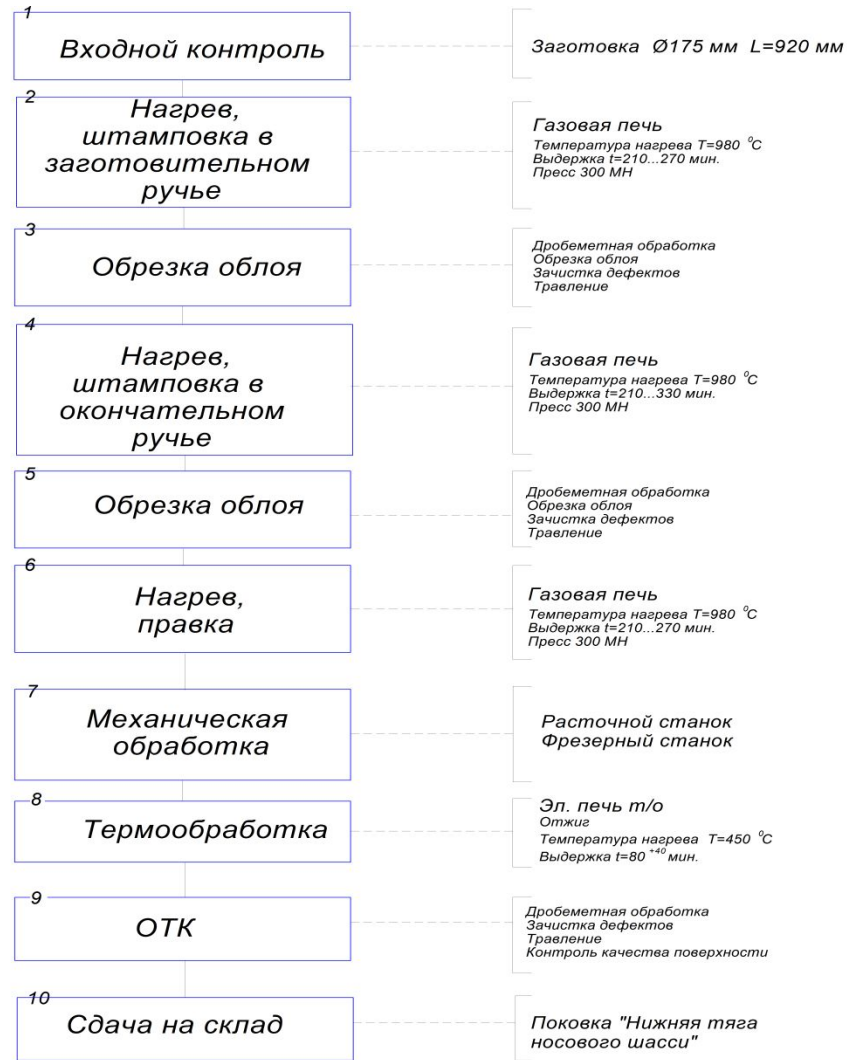 1
Входной контроль
Заготовка Ø175 мм L=920 мм
2
Нагрев,
штамповка в
заготовительном
ручье
Газовая печь
Температура нагрева Т=980 ⁰С
Выдержка t=210...270 мин.
Пресс 300 МН
3
Обрезка облоя
Дробеметная обработка
Обрезка облоя
Зачистка дефектов
Травление
4
Нагрев,
штамповка в
окончательном
ручье
Газовая печь
Температура нагрева Т=980 ⁰С
Выдержка t=210...330 мин.
Пресс 300 МН
5
Обрезка облоя
Дробеметная обработка
Обрезка облоя
Зачистка дефектов
Травление
6
Нагрев,
правка
Газовая печь
Температура нагрева Т=980 ⁰С
Выдержка t=210...270 мин.
Пресс 300 МН
7
Механическая
обработка
Расточной станок
Фрезерный станок
8
Термообработка
Эл. печь т/о
Отжиг
Температура нагрева Т=450 ⁰С
Выдержка t=80 ⁺⁴⁰ мин.
9
ОТК
Дробеметная обработка
Зачистка дефектов
Травление
Контроль качества поверхности
10
Сдача на склад
Поковка "Нижняя тяга
носового шасси"